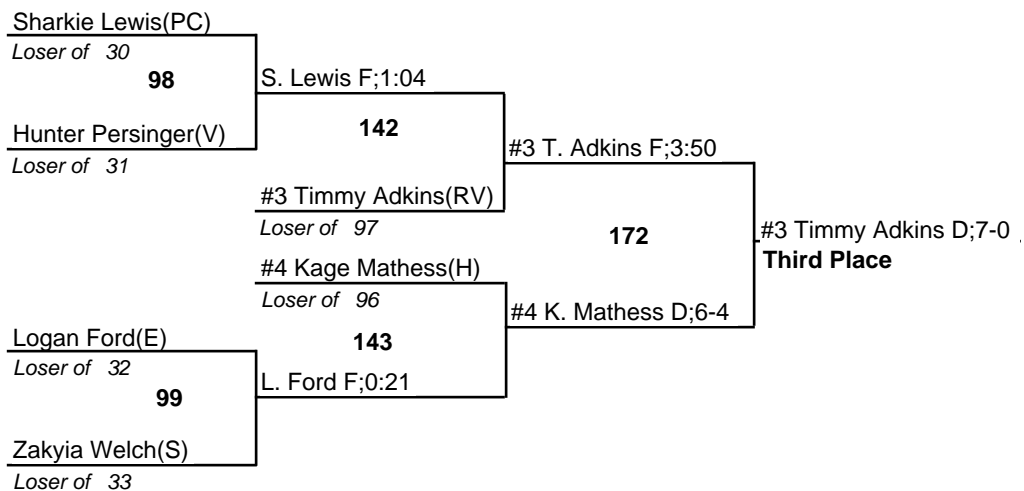 Sharkie Lewis(PC)
Loser of 30
98
S. Lewis F;1:04
142
Hunter Persinger(V)
Loser of 31
#3 T. Adkins F;3:50
#3 Timmy Adkins(RV)
Loser of 97
172
#3 Timmy Adkins D;7-0
Third Place
#4 Kage Mathess(H)
Loser of 96
#4 K. Mathess D;6-4
Logan Ford(E)
143
Loser of 32
L. Ford F;0:21
99
Zakyia Welch(S)
Loser of 33